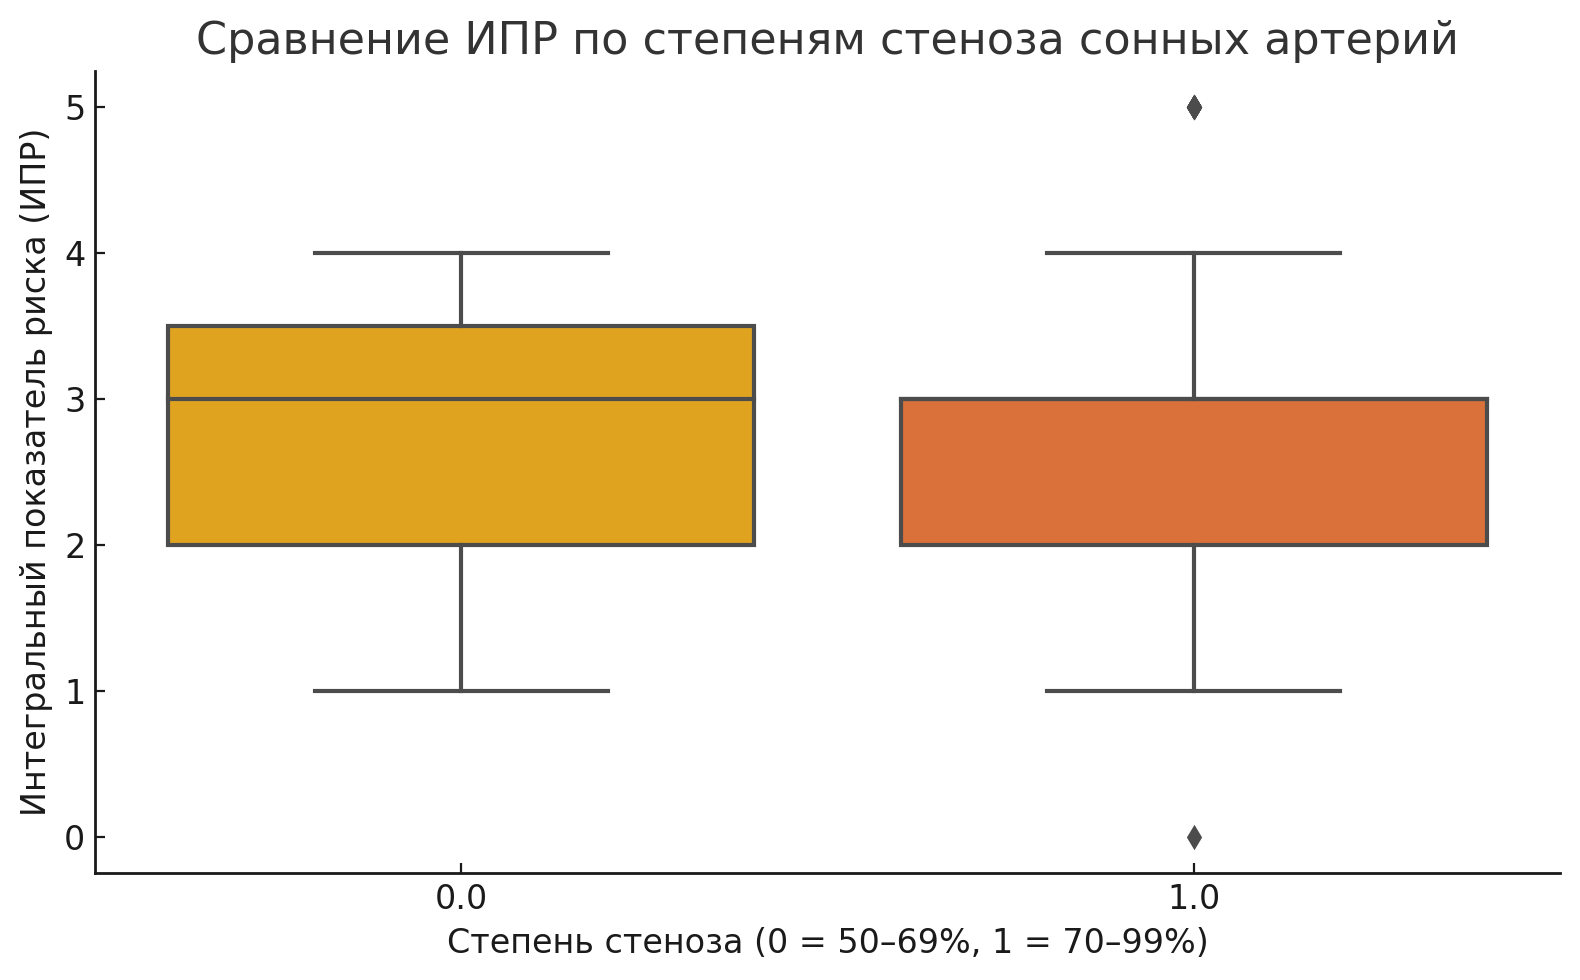 Сравнение ИПР по степеням стеноза сонных артерий
Интегральный показатель риска (ИПР)
5
4
3
2
1
0
0.0 1.0
Степень стеноза (0 = 50–69%, 1 = 70–99%)